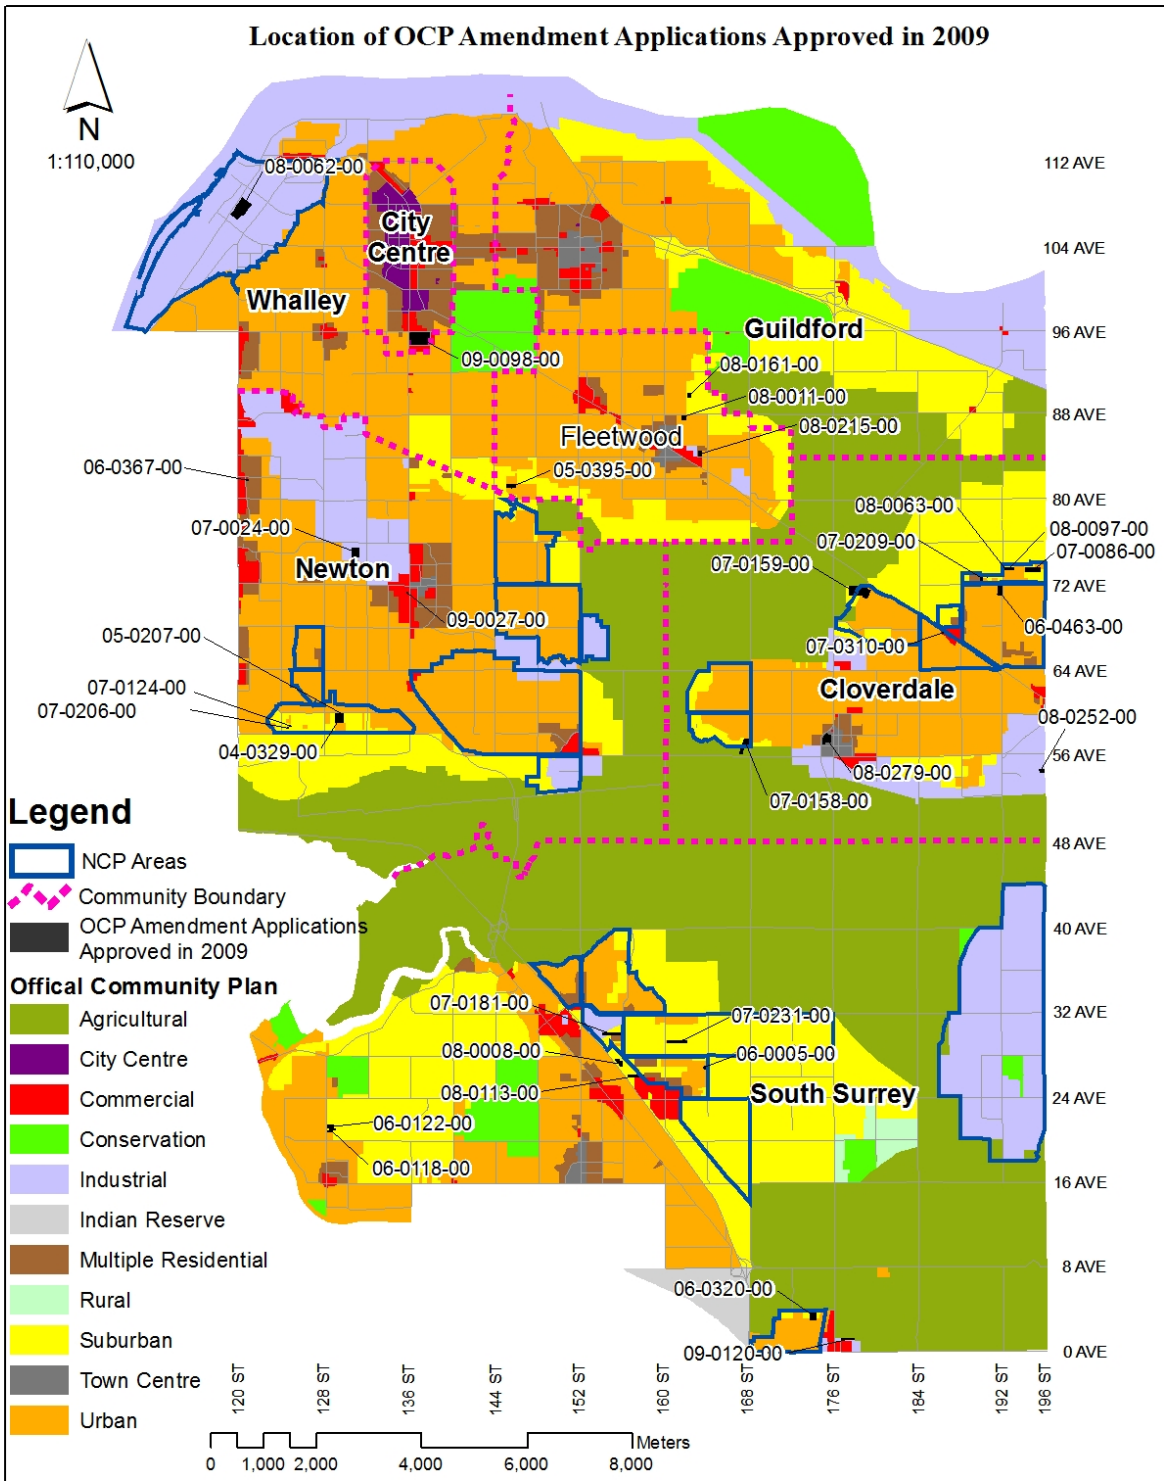 Location of OCP Amendment Applications Approved in 2009
N
1:110,000
112 AVE
08-0062-00
City
Centre
104 AVE
Whalley
Guildford
96 AVE
09-0098-00
08-0161-00
08-0011-00
88 AVE
08-0215-00
Fleetwood
06-0367-00
05-0395-00
80 AVE
08-0063-00
07-0024-00
08-0097-00
07-0209-00
07-0086-00
07-0159-00
Newton
72 AVE
09-0027-00
06-0463-00
05-0207-00
07-0310-00
64 AVE
07-0124-00
Cloverdale
07-0206-00
08-0252-00
04-0329-00
56 AVE
08-0279-00
07-0158-00
48 AVE
Legend
NCP Areas
Community Boundary
OCP Amendment Applications
Approved in 2009
Offical Community Plan
Agricultural
City Centre
Commercial
Conservation
Industrial
Indian Reserve
Multiple Residential
Rural
Suburban
Town Centre
Urban
40 AVE
07-0181-00
32 AVE
07-0231-00
08-0008-00
06-0005-00
08-0113-00
South Surrey
24 AVE
06-0122-00
06-0118-00
16 AVE
8 AVE
06-0320-00
09-0120-00
0 AVE
120 ST
128 ST
136 ST
144 ST
152 ST
160 ST
168 ST
176 ST
184 ST
192 ST
196 ST
Meters
0 1,000 2,000 4,000 6,000 8,000